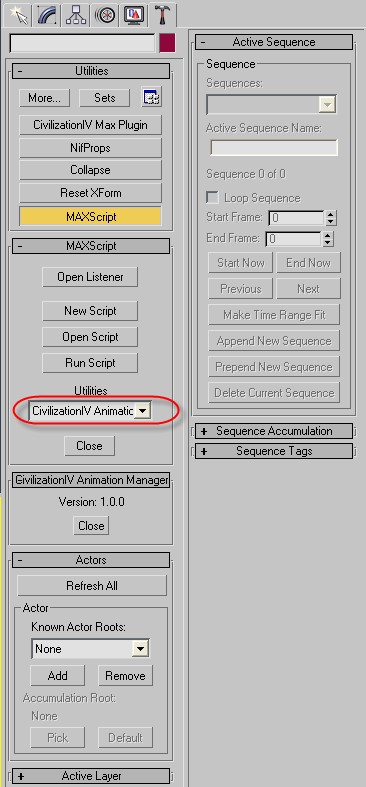 Utilities
More... Sets
CivilizationIV Max Plugin
NifProps
Collapse
Reset XForm
MAXScript
MAXScript
Open Listener
New Script
Open Script
Run Script
Utilities
CivilizationIV Animatic
Close
GivilizationIV Animation Manager
Version: 1.0.0
Close
Actors
Refresh All
Actor
Known Actor Roots:
None
Add Remove
Accumulation Root:
None
Pick Default
+ Active Layer
- Active Sequence
Sequence
Sequences:
Active Sequence Name:
Sequence 0 of 0
Loop Sequence
Start Frame: 0
End Frame: 0
Start Now End Now
Previous Next
Make Time Range Fit
Append New Sequence
Prepend New Sequence
Delete Current Sequence
+ Sequence Accumulation
+ Sequence Tags